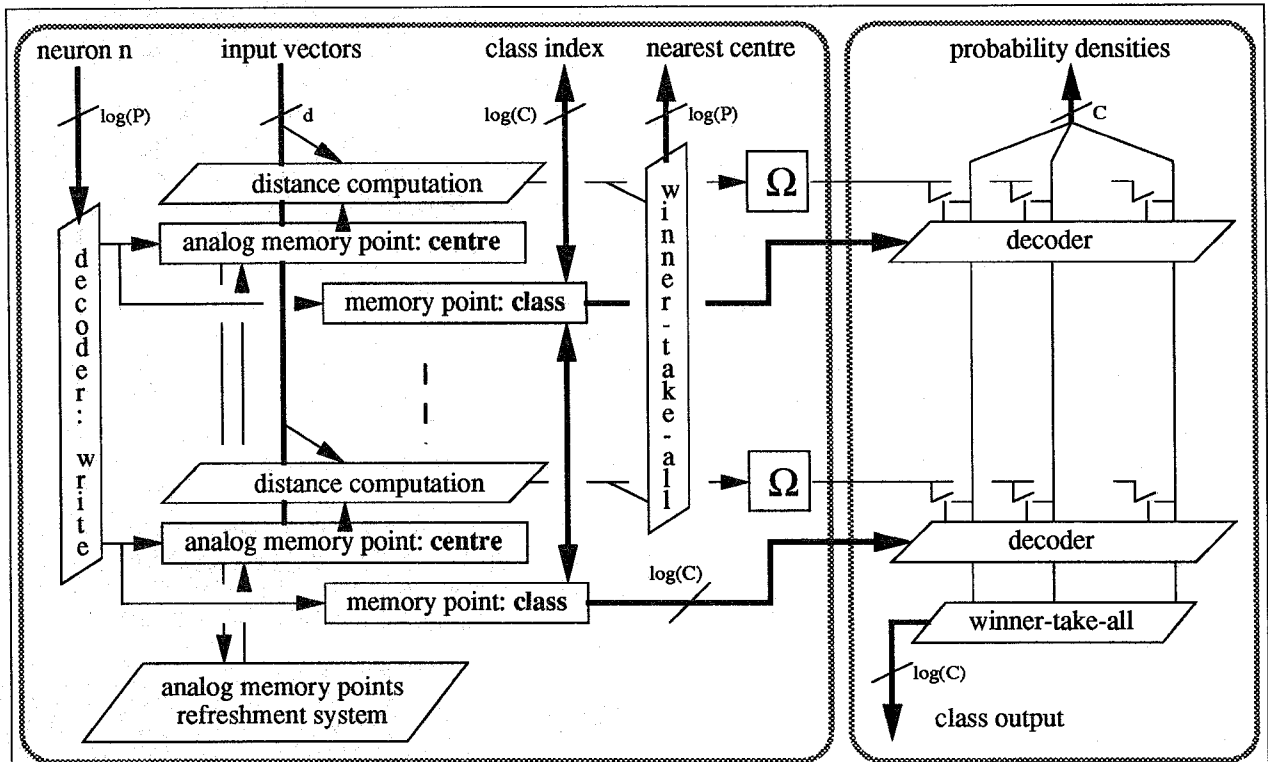 neuron n
input vectors
class index
nearest centre
probability densities
log(P)
d
log(C)
log(P)
C
distance computation
Ω
analog memory point: centre
decoder
memory point: class
decoder: write
winner-take-all
distance computation
Ω
analog memory point: centre
decoder
memory point: class
log(C)
winner-take-all
analog memory points
refreshment system
log(C)
class output